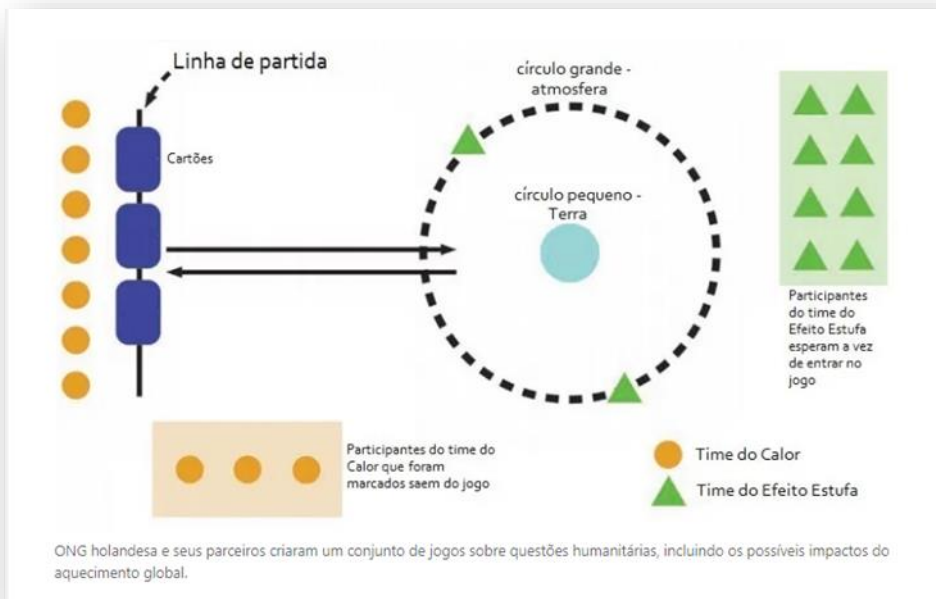 Linha de partida
círculo grande -
atmosfera
Cartões
círculo pequeno -
Terra
Participantes
do time do
Efeito Estufa
esperam a vez
de entrar no
jogo
Participantes do time do
Calor que foram
marcados saem do jogo
Time do Calor
Time do Efeito Estufa
ONG holandesa e seus parceiros criaram um conjunto de jogos sobre questões humanitárias, incluindo os possíveis impactos do
aquecimento global.